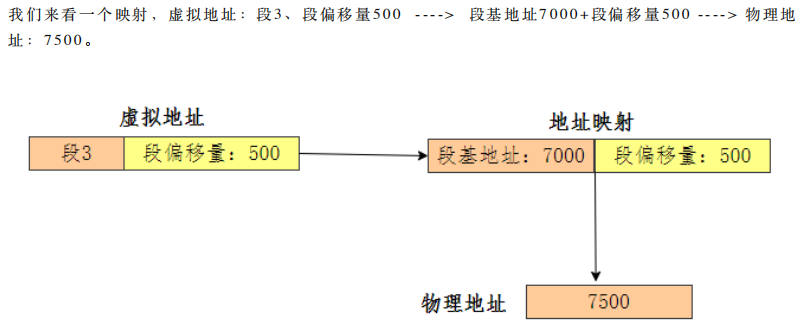 我们来看一个映射，虚拟地址：段3、段偏移量500 ----> 段基地址7000+段偏移量500 ----> 物理地
址：7500。
虚拟地址
地址映射
段3
段偏移量：500
段基地址：7000
段偏移量：500
物理地址
7500